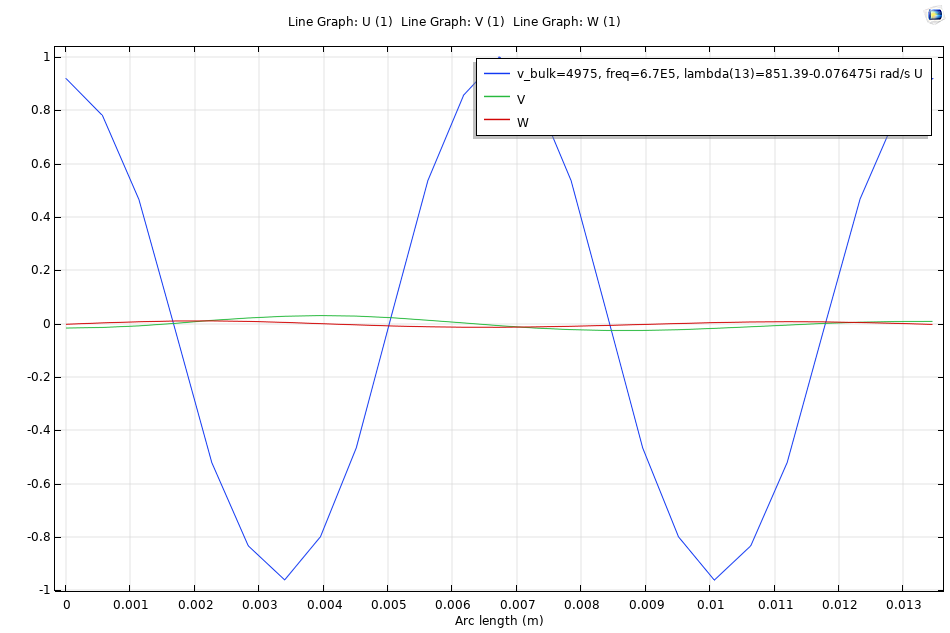 Line Graph: U (1)  Line Graph: V (1)  Line Graph: W (1)
v_bulk=4975, freq=6.7E5, lambda(13)=851.39-0.076475i rad/s U
V
W
1
0.8
0.6
0.4
0.2
0
-0.2
-0.4
-0.6
-0.8
-1
0 0.001 0.002 0.003 0.004 0.005 0.006 0.007 0.008 0.009 0.01 0.011 0.012 0.013
Arc length (m)